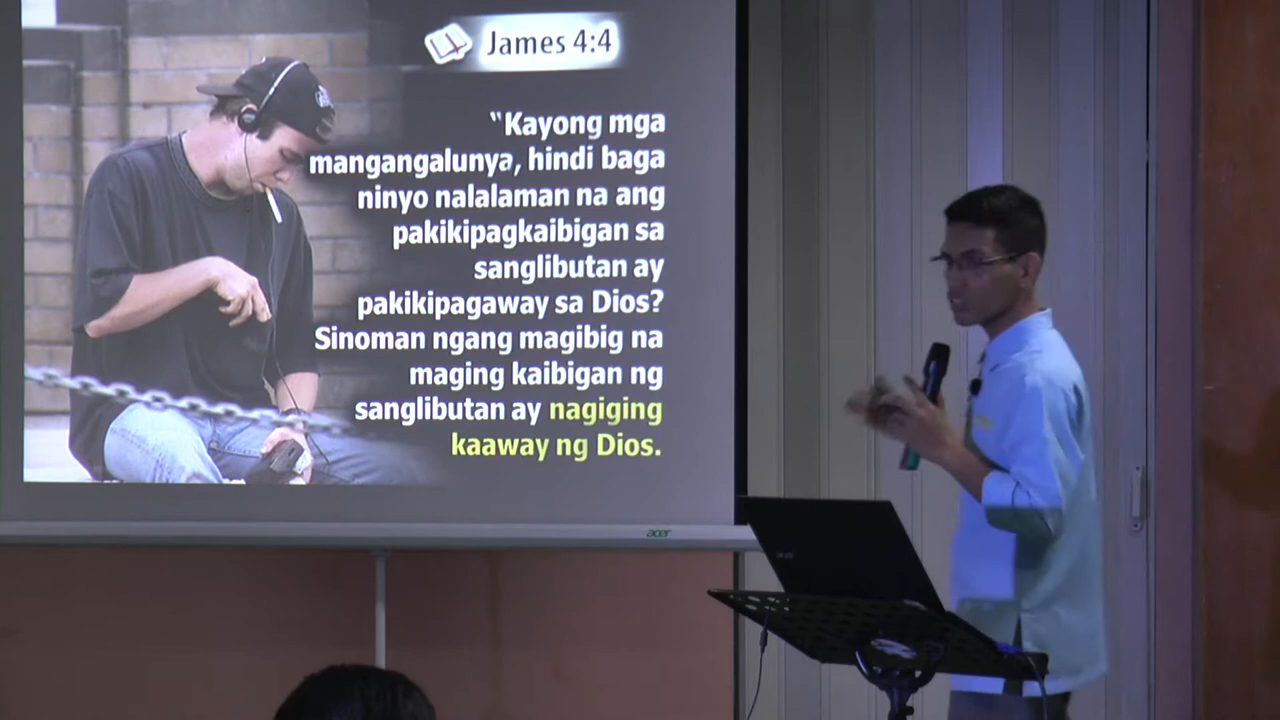 James 4:4
"Kayong mga
mangangalunya, hindi baga
ninyo nalalaman na ang
pakikipagkaibigan sa
sanglibutan ay
pakikipagaway sa Dios?
Sinoman ngang magibig na
maging kaibigan ng
sanglibutan ay nagiging
kaaway ng Dios.
acer